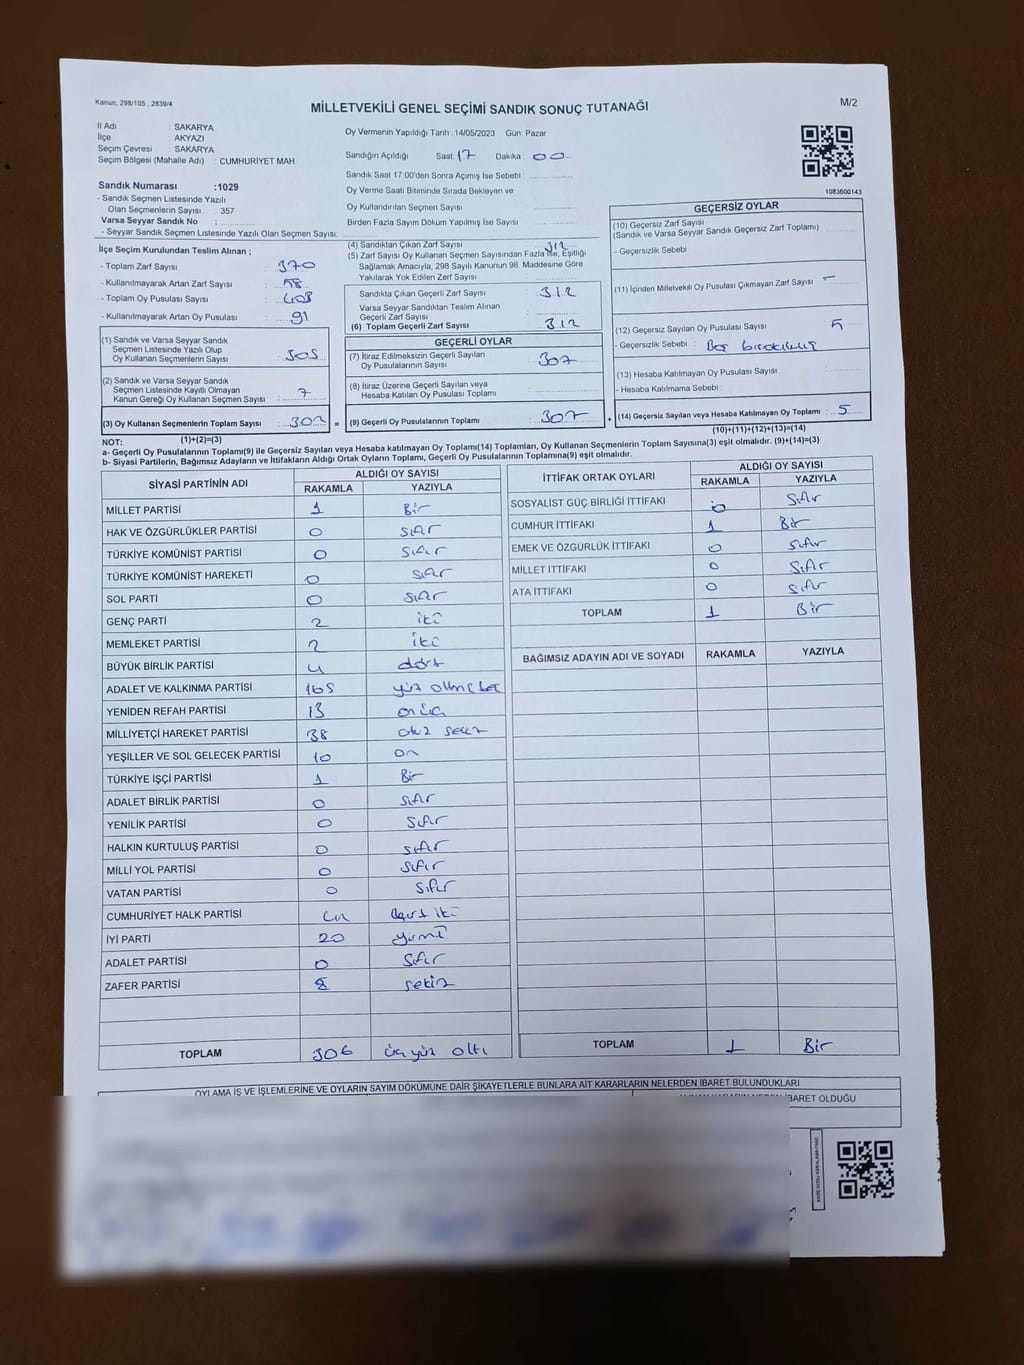 Kanun; 298/105 , 2839/4
MİLLETVEKİLİ GENEL SEÇİMİ SANDIK SONUÇ TUTANAĞI
M/2
İl Adı : SAKARYA
İlçe : AKYAZI
Seçim Çevresi : SAKARYA
Seçim Bölgesi (Mahalle Adı) : CUMHURİYET MAH.
Sandık Numarası :1029
- Sandık Seçmen Listesinde Yazılı
Olan Seçmenlerin Sayısı : 357
Varsa Seyyar Sandık No :
- Seyyar Sandık Seçmen Listesinde Yazılı Olan Seçmen Sayısı:
Oy Vermenin Yapıldığı Tarih :14/05/2023 Gün: Pazar
Sandığın Açıldığı Saat 17 Dakika 00
Sandık Saat 17:00'den Sonra Açımış İse Sebebi :
Oy Verme Saati Bitiminde Sırada Bekleyen ve
Oy Kullandırılan Seçmen Sayısı :
Birden Fazla Sayım Döküm Yapılmış İse Sayısı :
1083600143
İlçe Seçim Kurulundan Teslim Alınan ;
- Toplam Zarf Sayısı : 370
- Kullanılmayarak Artan Zarf Sayısı : 58
- Toplam Oy Pusulası Sayısı : 403
- Kullanılmayarak Artan Oy Pusulası : 91
(1) Sandık ve Varsa Seyyar Sandık
Seçmen Listesinde Yazılı Olup
Oy Kullanan Seçmenlerin Sayısı : 305
(2) Sandık ve Varsa Seyyar Sandık
Seçmen Listesinde Kayıtlı Olmayan
Kanun Gereği Oy Kullanan Seçmen Sayısı : 7
(3) Oy Kullanan Seçmenlerin Toplam Sayısı :
(1)+(2)=(3)
(4) Sandıktan Çıkan Zarf Sayısı 312
(5) Zarf Sayısı Oy Kullanan Seçmen Sayısından Fazla İse, Eşitliği
Sağlamak Amacıyla, 298 Sayılı Kanunun 98. Maddesine Göre
Yakılarak Yok Edilen Zarf Sayısı :
Sandıkta Çıkan Geçerli Zarf Sayısı : 312
Varsa Seyyar Sandıktan Teslim Alınan
Geçerli Zarf Sayısı :
(6) Toplam Geçerli Zarf Sayısı : 312
GEÇERLİ OYLAR
(7) İtiraz Edilmeksizin Geçerli Sayılan
Oy Pusulalarının Sayısı : 307
(8) İtiraz Üzerine Geçerli Sayılan veya
Hesaba Katılan Oy Pusulası Toplamı :
= (9) Geçerli Oy Pusulalarının Toplamı : 307 +
GEÇERSİZ OYLAR
(10) Geçersiz Zarf Sayısı
(Sandık ve Varsa Seyyar Sandık Geçersiz Zarf Toplamı) :
- Geçersizlik Sebebi :
(11) İçinden Milletvekili Oy Pusulası Çıkmayan Zarf Sayısı : -
(12) Geçersiz Sayılan Oy Pusulası Sayısı : 5
- Geçersizlik Sebebi : Boş bırakılmış
(13) Hesaba Katılmayan Oy Pusulası Sayısı :
- Hesaba Katılmama Sebebi :
(14) Geçersiz Sayılan veya Hesaba Katılmayan Oy Toplamı : 5
(10)+(11)+(12)+(13)=(14)
NOT:
a- Geçerli Oy Pusulalarının Toplamı(9) ile Geçersiz Sayılan veya Hesaba katılmayan Oy Toplamı(14) Toplamları, Oy Kullanan Seçmenlerin Toplam Sayısına(3) eşit olmalıdır. (9)+(14)=(3)
b- Siyasi Partilerin, Bağımsız Adayların ve İttifakların Aldığı Oyların Toplamı, Geçerli Oy Pusulalarının Toplamına(9) eşit olmalıdır.
SİYASİ PARTİNİN ADI
ALDIĞI OY SAYISI
RAKAMLA YAZIYLA
MİLLET PARTİSİ 1 Bir
HAK VE ÖZGÜRLÜKLER PARTİSİ 0 sıfır
TÜRKİYE KOMÜNİST PARTİSİ 0 sıfır
TÜRKİYE KOMÜNİST HAREKETİ 0 sıfır
SOL PARTİ 0 sıfır
GENÇ PARTİ 2 iki
MEMLEKET PARTİSİ 2 iki
BÜYÜK BİRLİK PARTİSİ 4 dört
ADALET VE KALKINMA PARTİSİ 165 yüz altmış beş
YENİDEN REFAH PARTİSİ 13 onüç
MİLLİYETÇİ HAREKET PARTİSİ 38 otuz sekiz
YEŞİLLER VE SOL GELECEK PARTİSİ 10 on
TÜRKİYE İŞÇİ PARTİSİ 1 Bir
ADALET BİRLİK PARTİSİ 0 sıfır
YENİLİK PARTİSİ 0 sıfır
HALKIN KURTULUŞ PARTİSİ 0 sıfır
MİLLİ YOL PARTİSİ 0 sıfır
VATAN PARTİSİ 0 sıfır
CUMHURİYET HALK PARTİSİ 42 kırk iki
İYİ PARTİ 20 yirmi
ADALET PARTİSİ 0 sıfır
ZAFER PARTİSİ 8 sekiz
TOPLAM 306 üç yüz altı
İTTİFAK ORTAK OYLARI
ALDIĞI OY SAYISI
RAKAMLA YAZIYLA
SOSYALİST GÜÇ BİRLİĞİ İTTİFAKI 0 sıfır
CUMHUR İTTİFAKI 1 Bir
EMEK VE ÖZGÜRLÜK İTTİFAKI 0 sıfır
MİLLET İTTİFAKI 0 sıfır
ATA İTTİFAKI 0 sıfır
TOPLAM 1 Bir
BAĞIMSIZ ADAYIN ADI VE SOYADI RAKAMLA YAZIYLA
TOPLAM 1 Bir
OYLAMA İŞ VE İŞLEMLERİNE VE OYLARIN SAYIM DÖKÜMÜNE DAİR ŞİKAYETLERLE BUNLARA AİT KARARLARIN NELERDEN İBARET BULUNDUKLARI
İBARET OLDUĞU